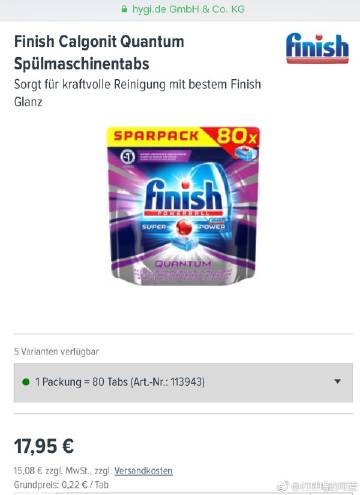 hygi.de GmbH & Co. KG
Finish Calgonit Quantum
Spülmaschinentabs
finish
Sorgt für kraftvolle Reinigung mit bestem Finish
Glanz
SPARPACK 80x
#1
finish
POWERBALL
SUPER POWER
QUANTUM
5 Varianten verfügbar
1 Packung = 80 Tabs (Art.-Nr.: 113943)
17,95 €
15,08 € zzgl. MwSt., zzgl. Versandkosten
Grundpreis: 0,22 € / Tab